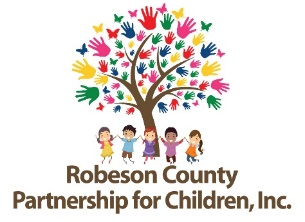 Robeson County
Partnership for Children, Inc.